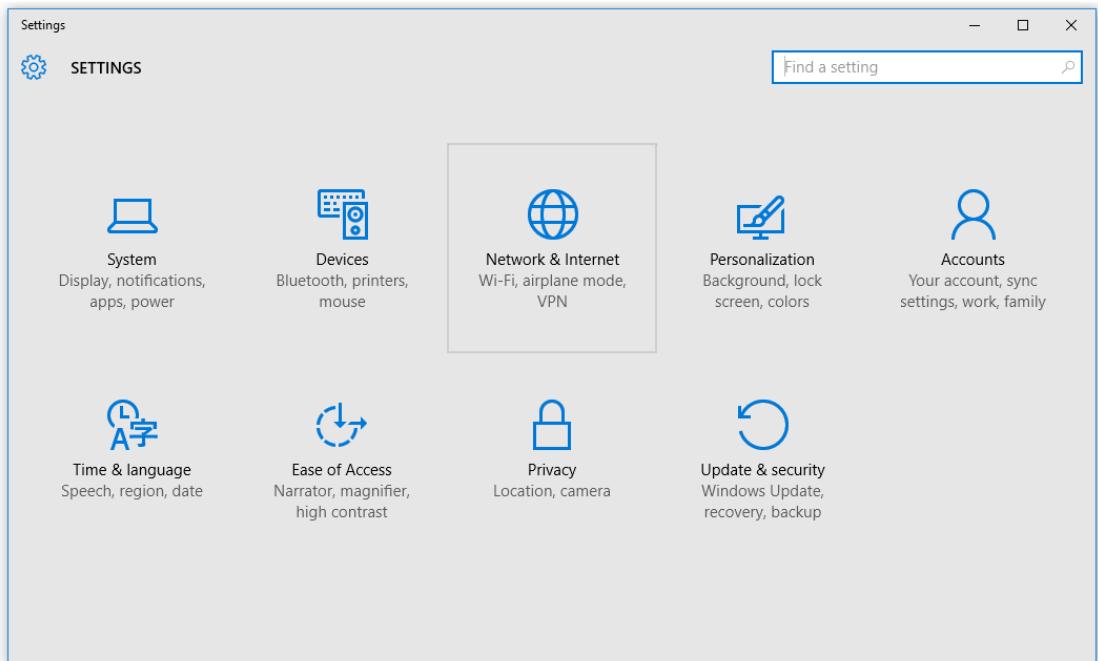 Settings
SETTINGS
Find a setting
System
Display, notifications,
apps, power
Devices
Bluetooth, printers,
mouse
Network & Internet
Wi-Fi, airplane mode,
VPN
Personalization
Background, lock
screen, colors
Accounts
Your account, sync
settings, work, family
A字
Time & language
Speech, region, date
Ease of Access
Narrator, magnifier,
high contrast
Privacy
Location, camera
Update & security
Windows Update,
recovery, backup